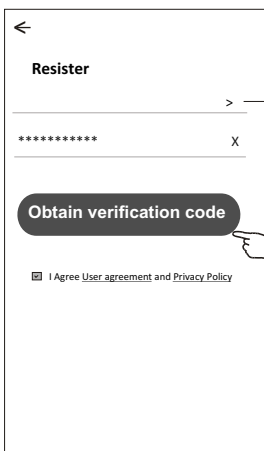 Resister
>
*********** X
Obtain verification code
I Agree User agreement and Privacy Policy